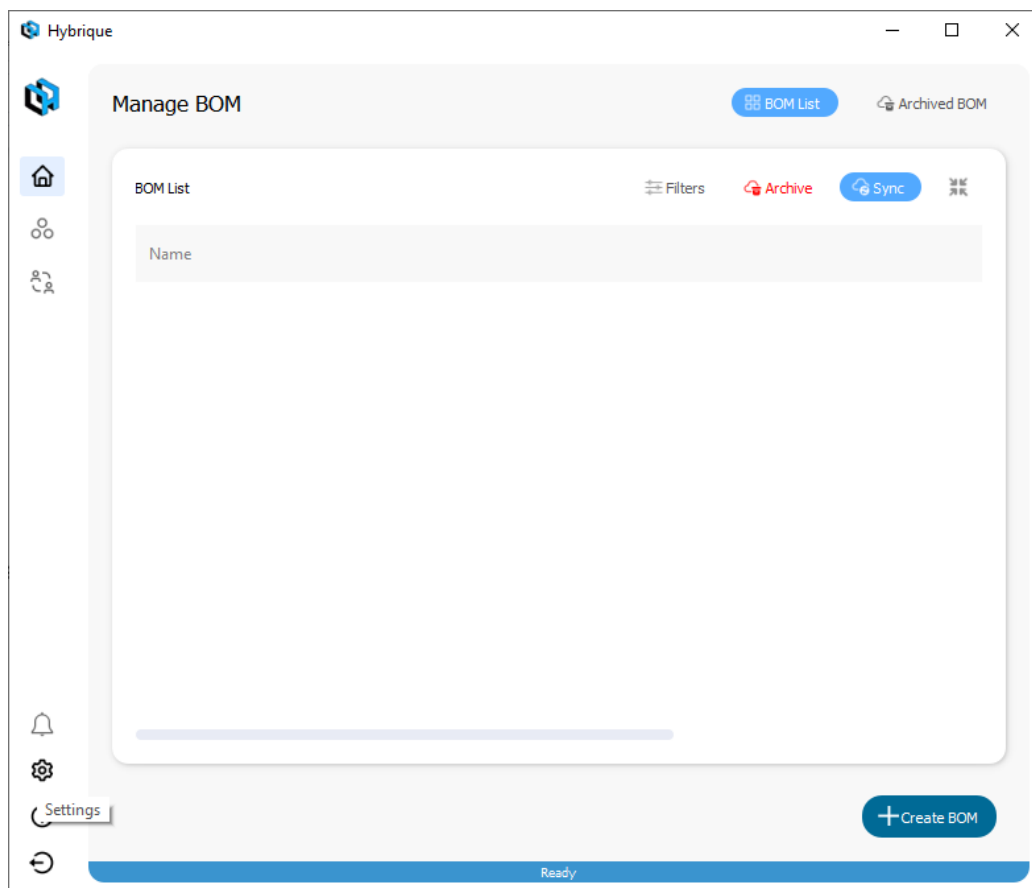 Hybrique
Manage BOM
BOM List
Archived BOM
BOM List
Filters
Archive
Sync
Name
Settings
Create BOM
Ready